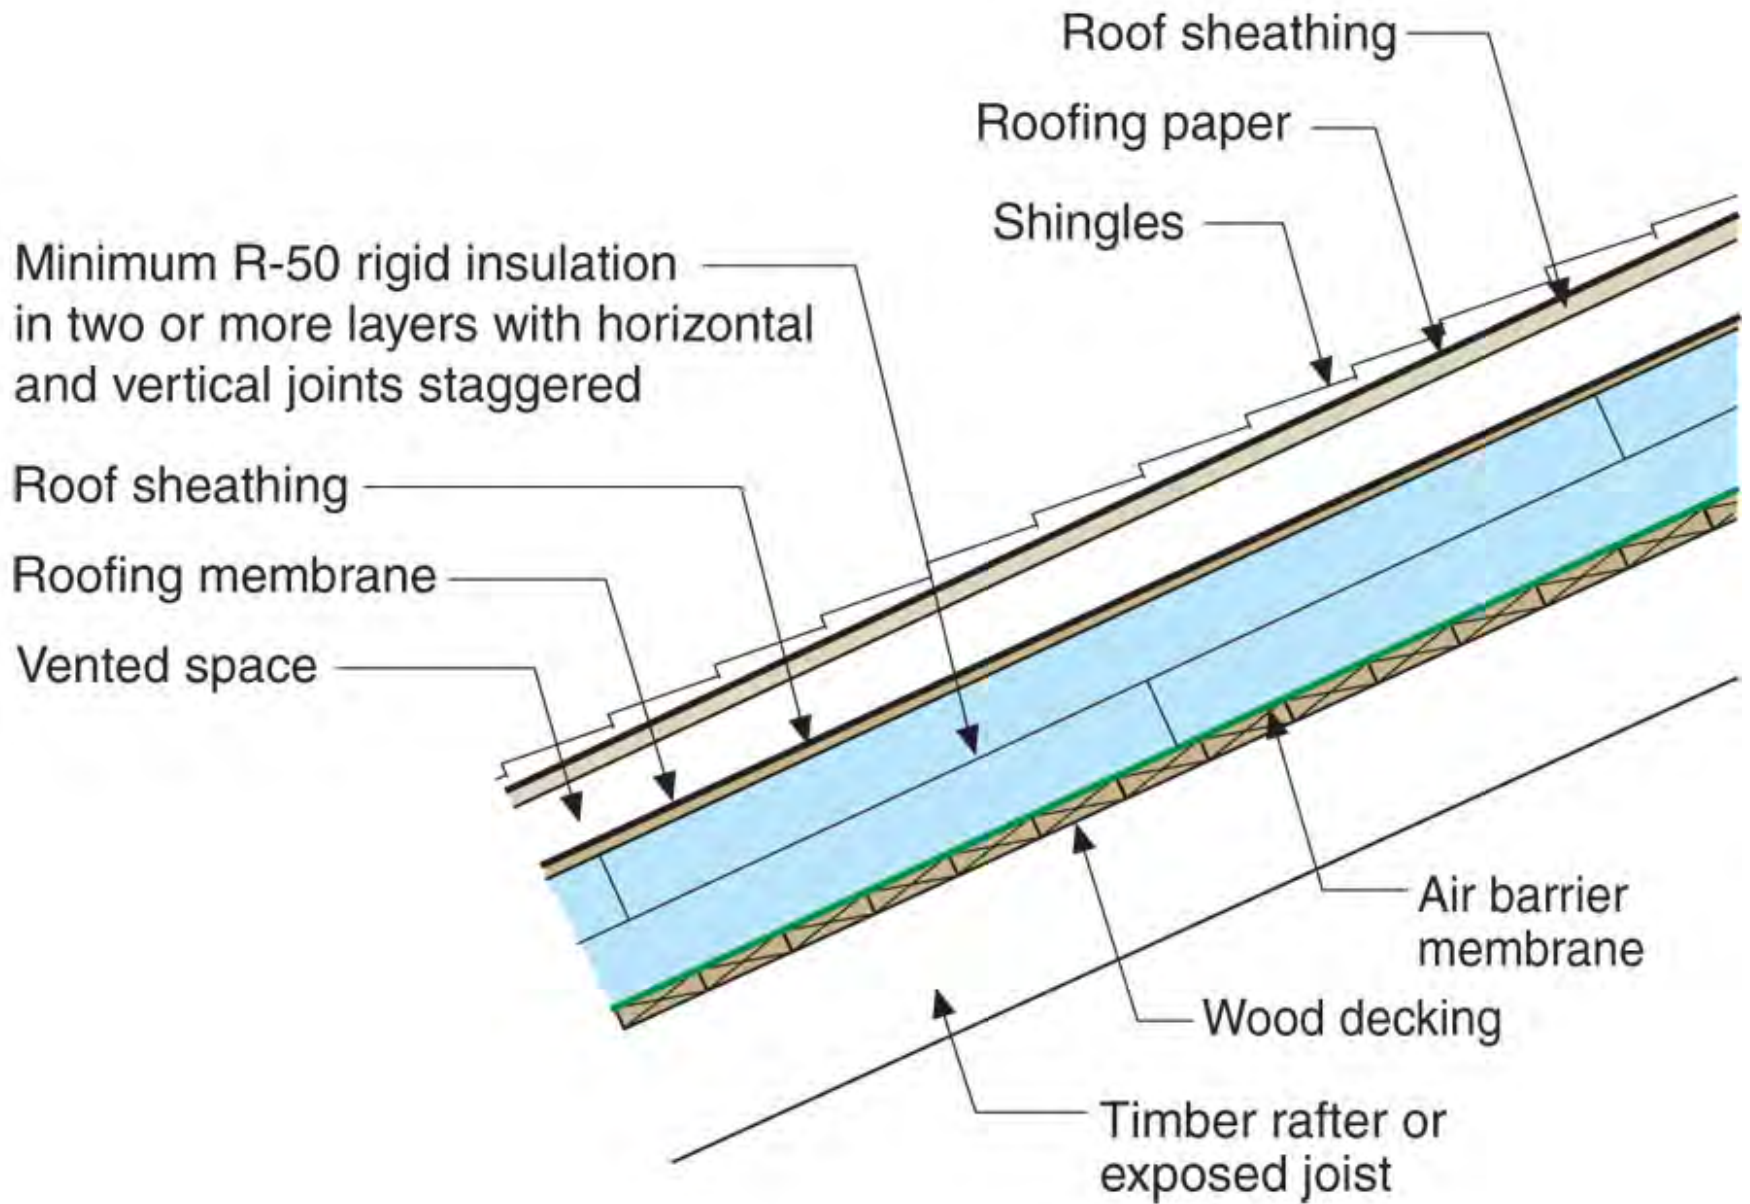 Roof sheathing
Roofing paper
Shingles
Minimum R-50 rigid insulation
in two or more layers with horizontal
and vertical joints staggered
Roof sheathing
Roofing membrane
Vented space
Air barrier
membrane
Wood decking
Timber rafter or
exposed joist